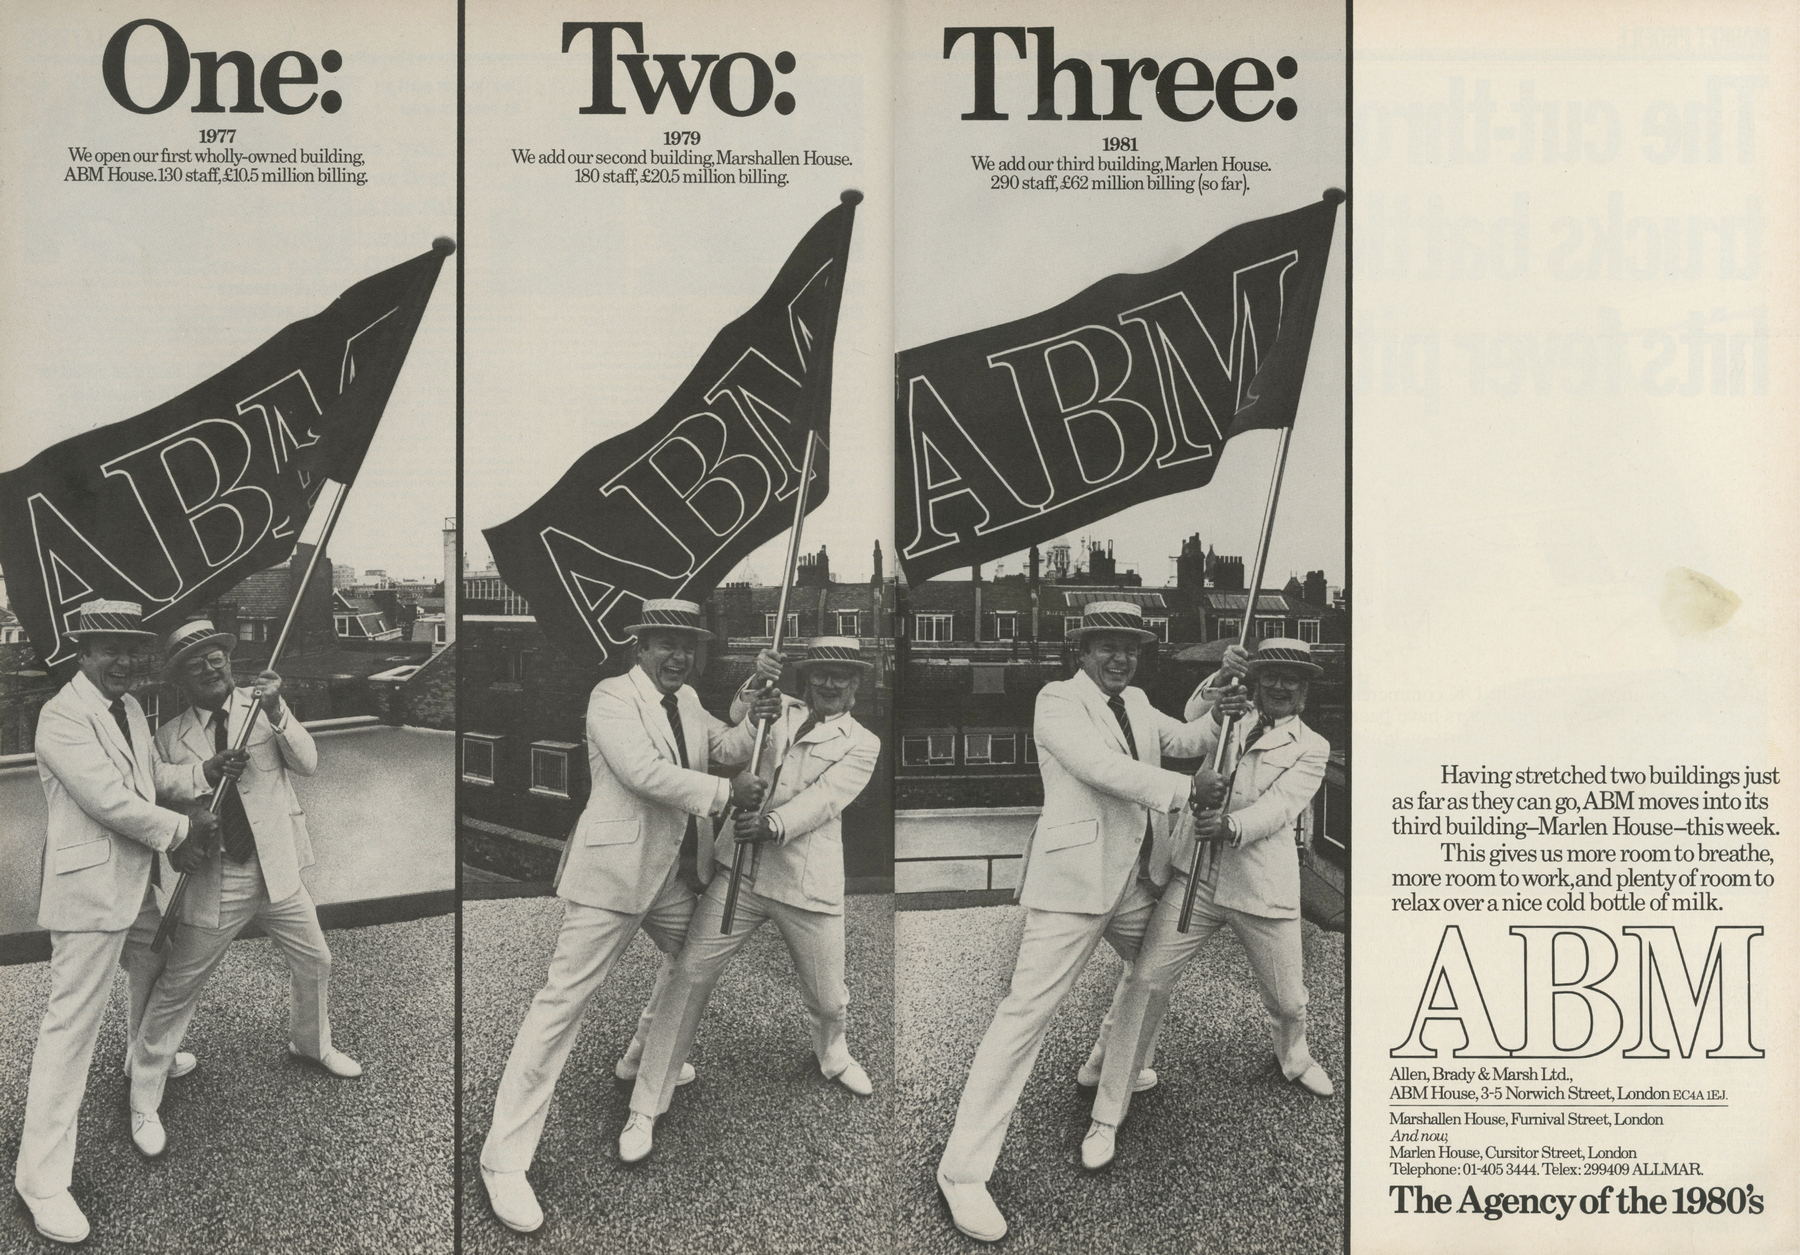 One:
1977
We open our first wholly-owned building,
ABM House. 130 staff, £10.5 million billing.
ABM
Two:
1979
We add our second building, Marshallen House.
180 staff, £20.5 million billing.
ABM
Three:
1981
We add our third building, Marlen House.
290 staff, £62 million billing (so far).
ABM
Having stretched two buildings just
as far as they can go, ABM moves into its
third building—Marlen House—this week.
This gives us more room to breathe,
more room to work, and plenty of room to
relax over a nice cold bottle of milk.
ABM
Allen, Brady & Marsh Ltd.,
ABM House, 3-5 Norwich Street, London EC4A 1EJ.
Marshallen House, Furnival Street, London
And now,
Marlen House, Cursitor Street, London
Telephone: 01-405 3444. Telex: 299409 ALLMAR.
The Agency of the 1980's